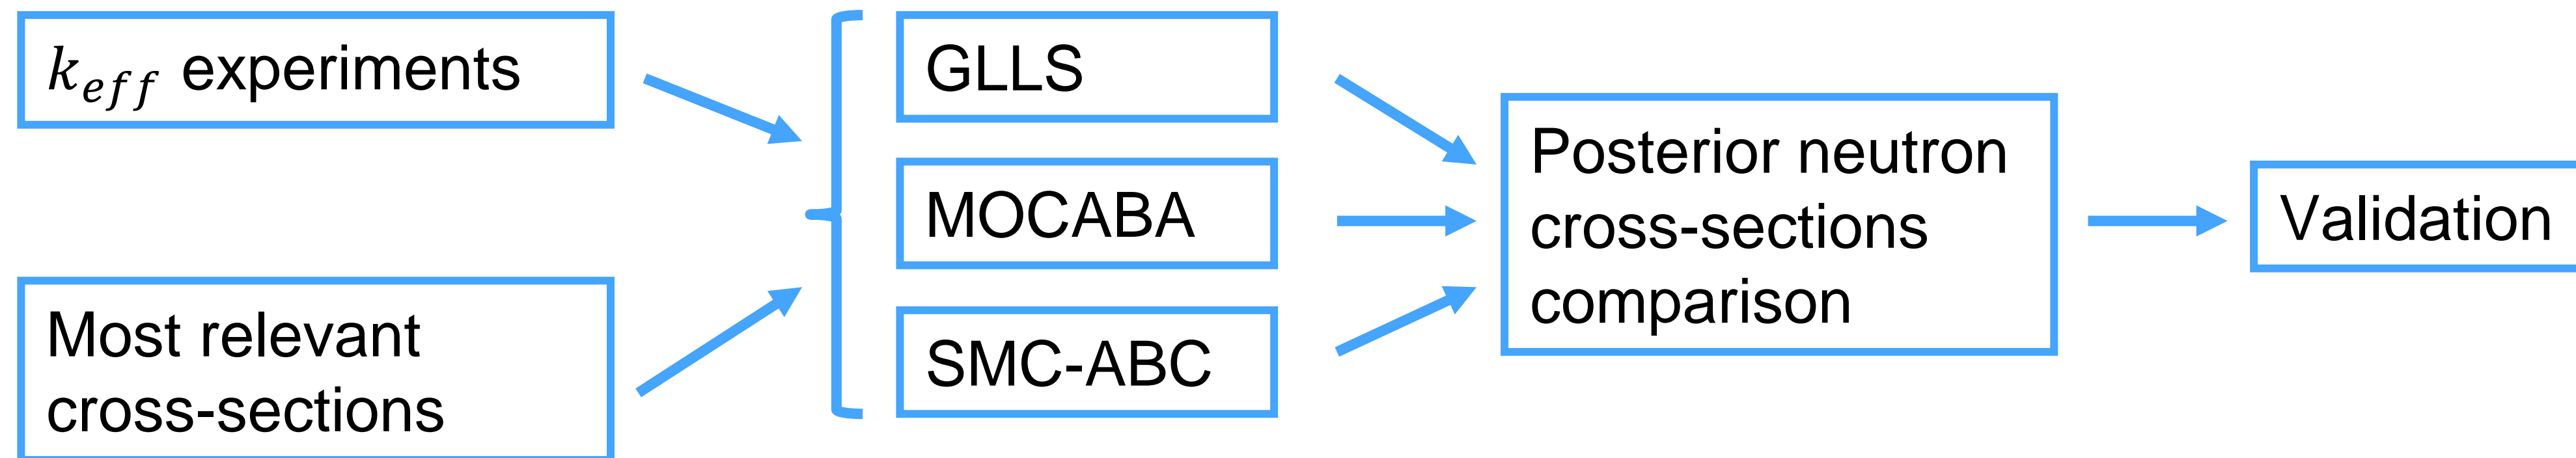 k_eff experiments
Most relevant
cross-sections
GLLS
MOCABA
SMC-ABC
Posterior neutron
cross-sections
comparison
Validation